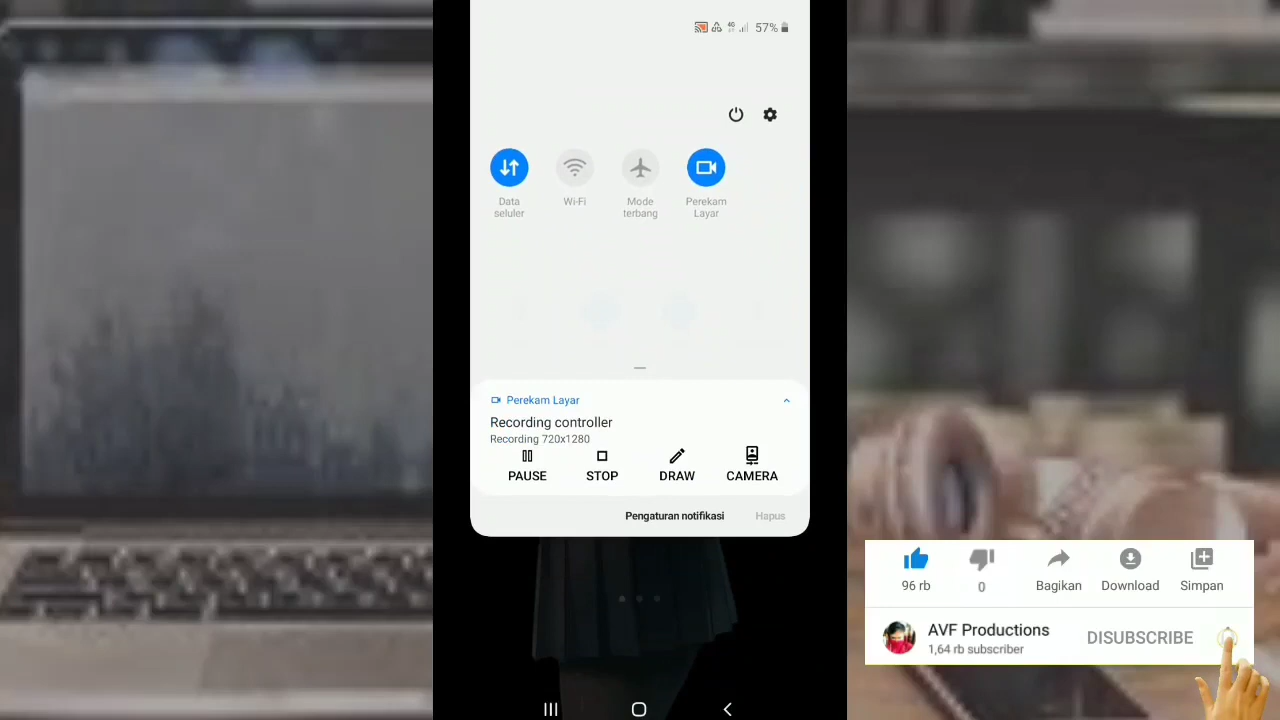 4G
57%
Data
seluler
Wi-Fi
Mode
terbang
Perekam
Layar
Perekam Layar
Recording controller
Recording 720x1280
PAUSE
STOP
DRAW
CAMERA
Pengaturan notifikasi
Hapus
96 rb
0
Bagikan
Download
Simpan
AVF Productions
DISUBSCRIBE
1,64 rb subscriber